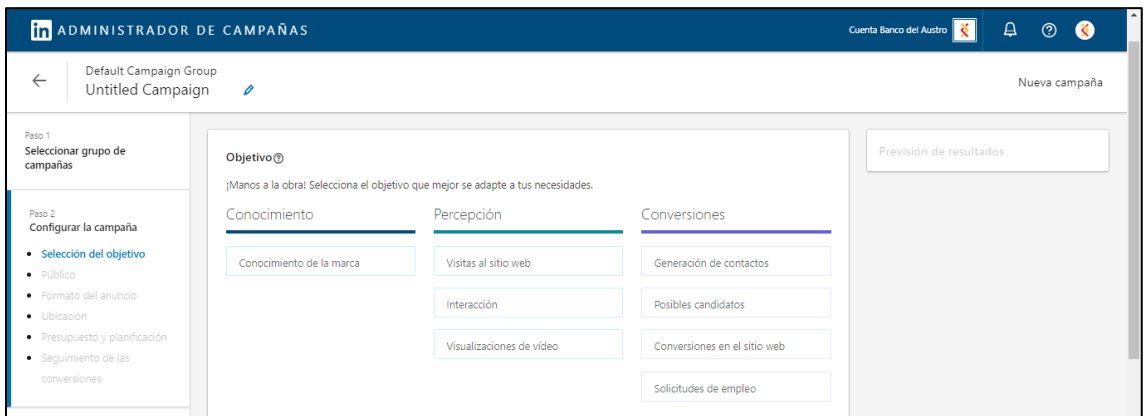 in ADMINISTRADOR DE CAMPAÑAS
Cuenta Banco del Austro
Default Campaign Group
Untitled Campaign
Nueva campaña
Paso 1
Seleccionar grupo de
campañas
Paso 2
Configurar la campaña
Selección del objetivo
Público
Formato del anuncio
Ubicación
Presupuesto y planificación
Seguimiento de las
conversiones
Objetivo
¡Manos a la obra! Selecciona el objetivo que mejor se adapte a tus necesidades.
Conocimiento
Conocimiento de la marca
Percepción
Visitas al sitio web
Interacción
Visualizaciones de vídeo
Conversiones
Generación de contactos
Posibles candidatos
Conversiones en el sitio web
Solicitudes de empleo
Previsión de resultados